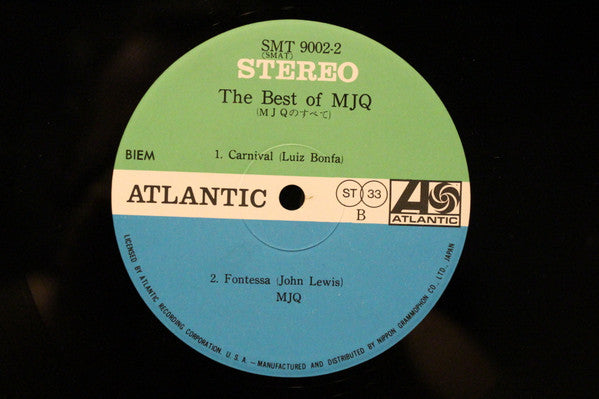 SMT 9002-2
(SMAT)
STEREO
The Best of MJQ
(MJQのすべて)
BIEM
1. Carnival (Luiz Bonfa)
ATLANTIC
ST 33
B
ATLANTIC
2. Fontessa (John Lewis)
MJQ
LICENSED BY ATLANTIC RECORDING CORPORATION. U. S. A. — MANUFACTURED AND DISTRIBUTED BY NIPPON GRAMMOPHON CO. LTD. JAPAN